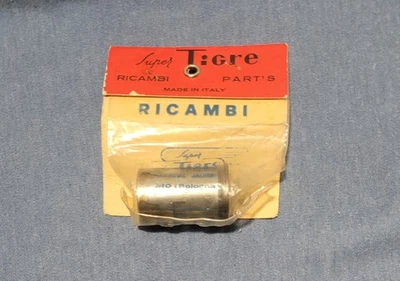 Super Tigre
RICAMBI PART'S
MADE IN ITALY
RICAMBI
Super
TIGRE
Bologna